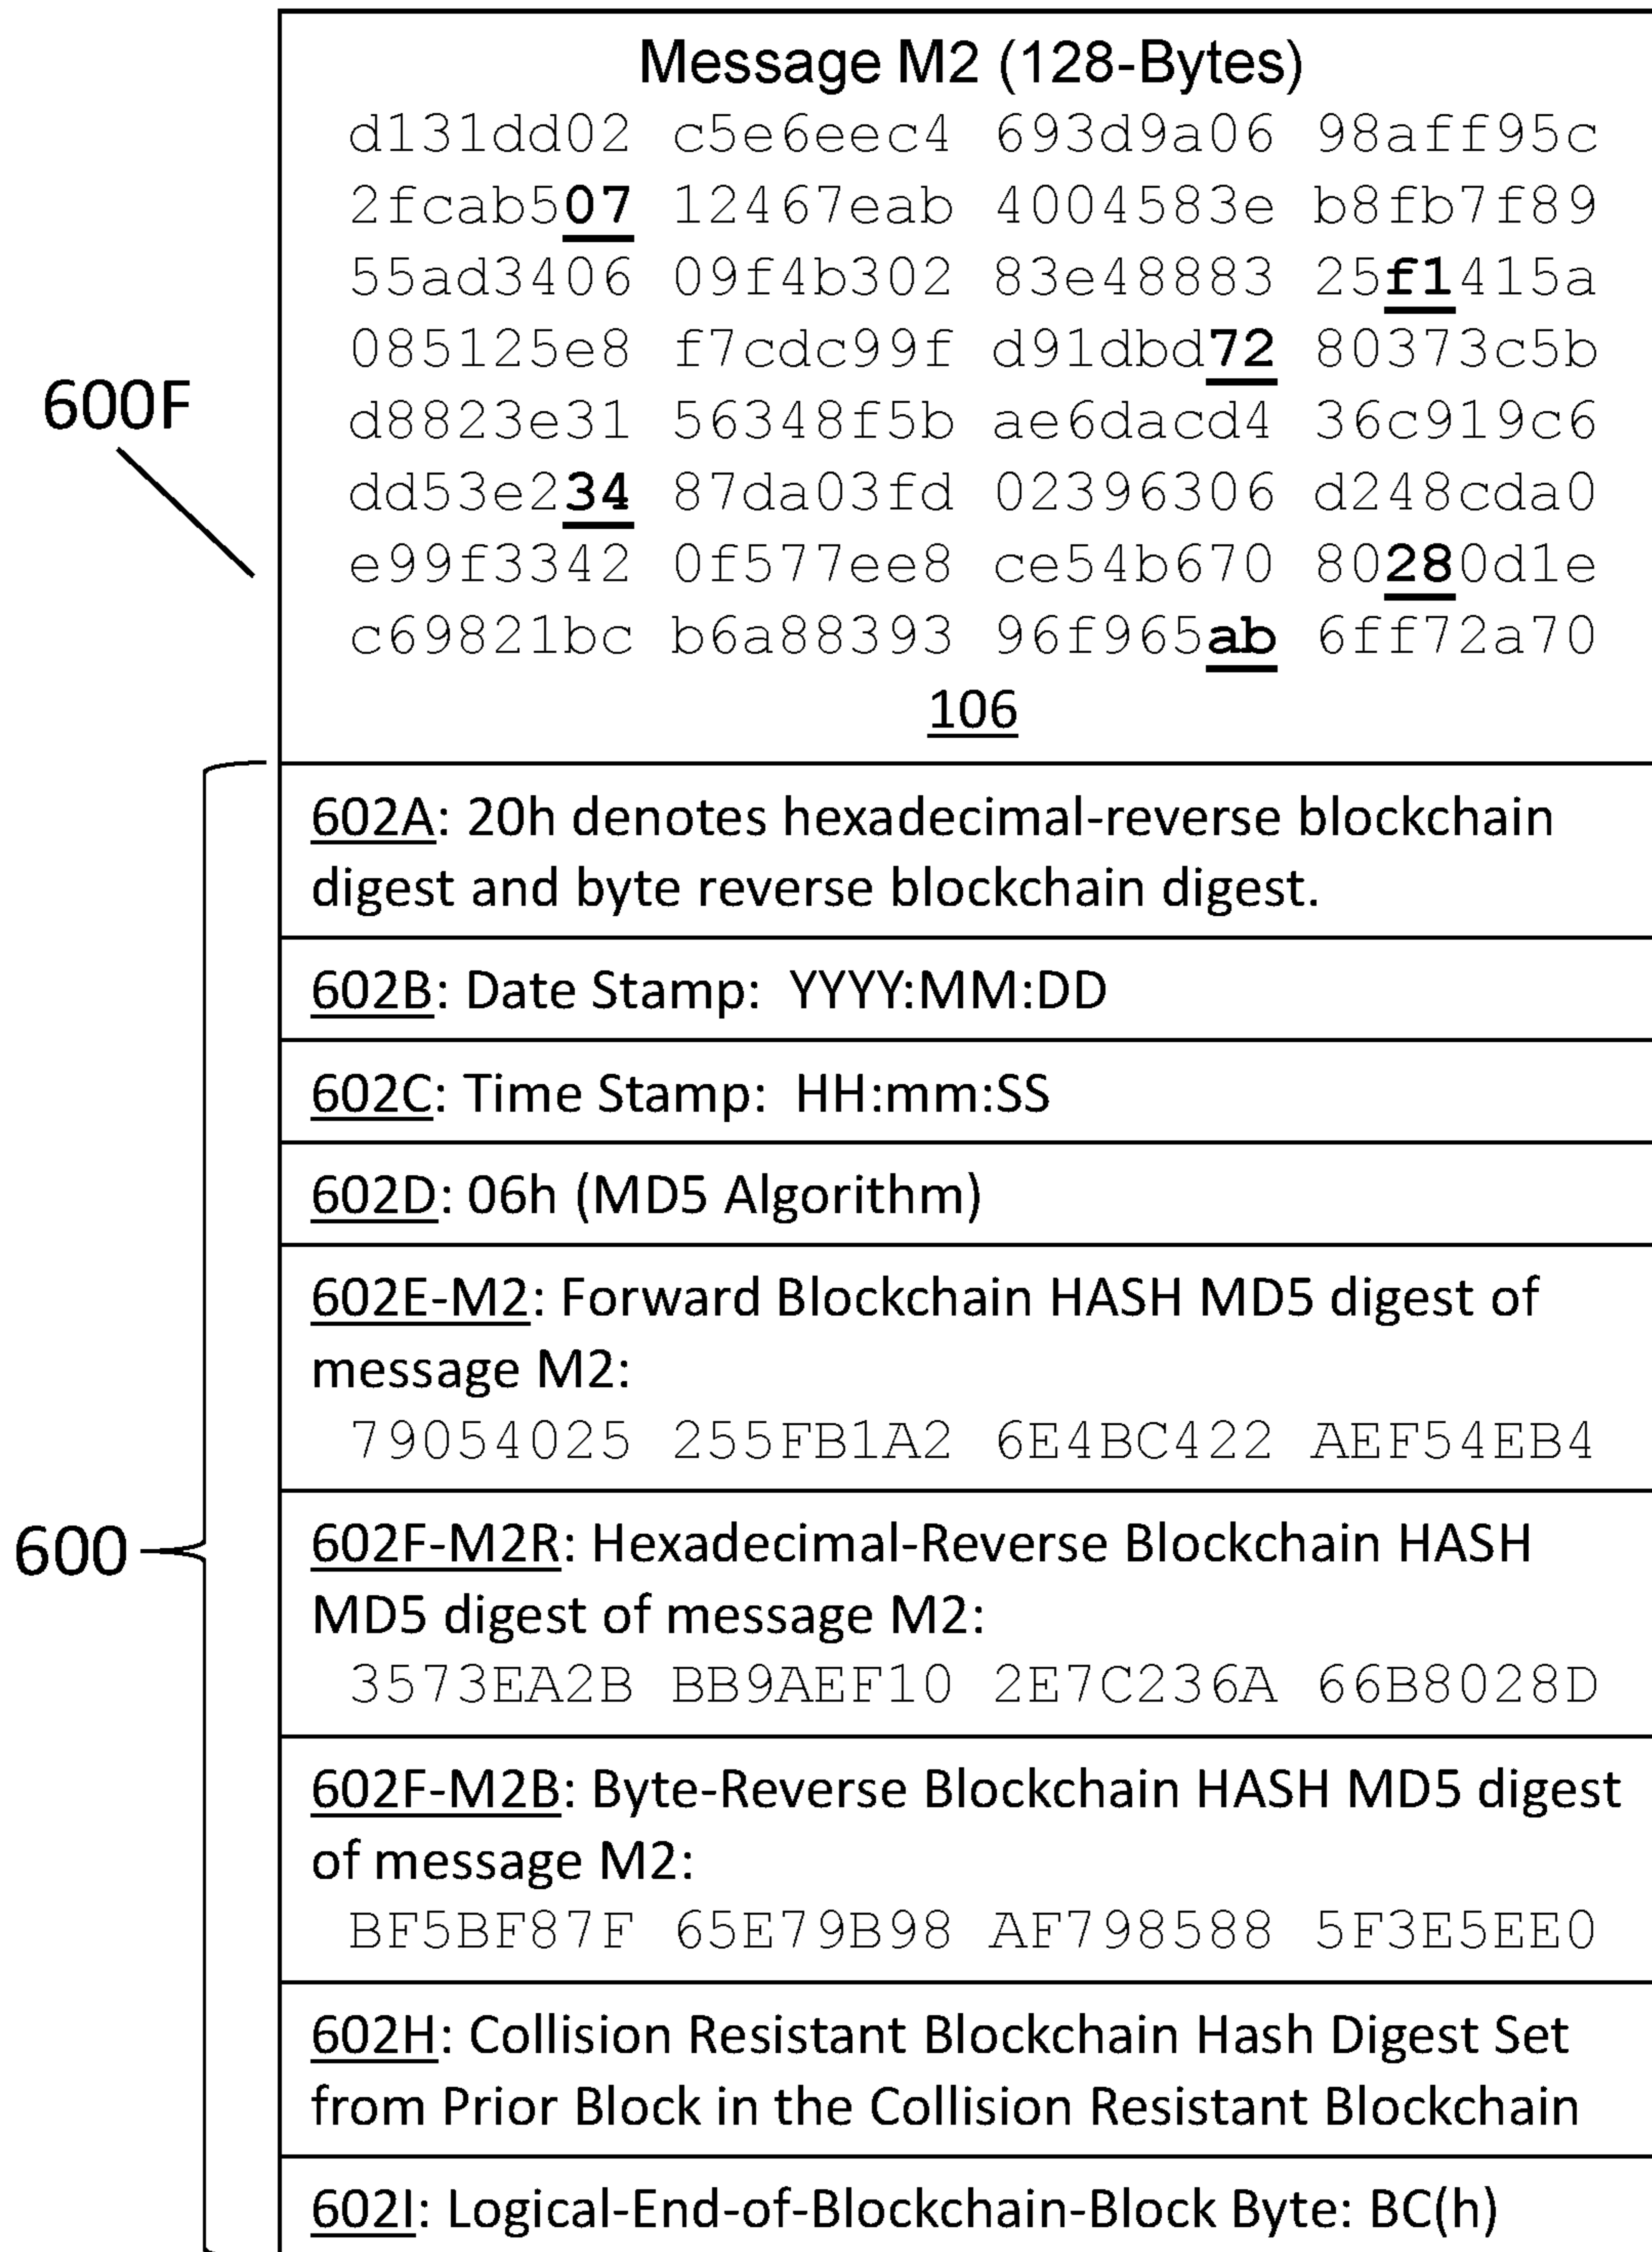 Message M2 (128-Bytes)
d131dd02 c5e6eec4 693d9a06 98aff95c
2fcab507 12467eab 4004583e b8fb7f89
55ad3406 09f4b302 83e48883 25f1415a
085125e8 f7cdc99f d91dbd72 80373c5b
d8823e31 56348f5b ae6dacd4 36c919c6
dd53e234 87da03fd 02396306 d248cda0
e99f3342 0f577ee8 ce54b670 80280d1e
c69821bc b6a88393 96f965ab 6ff72a70
106
600F
602A: 20h denotes hexadecimal-reverse blockchain
digest and byte reverse blockchain digest.
602B: Date Stamp: YYYY:MM:DD
602C: Time Stamp: HH:mm:SS
602D: 06h (MD5 Algorithm)
602E-M2: Forward Blockchain HASH MD5 digest of
message M2:
79054025 255FB1A2 6E4BC422 AEF54EB4
600
602F-M2R: Hexadecimal-Reverse Blockchain HASH
MD5 digest of message M2:
3573EA2B BB9AEF10 2E7C236A 66B8028D
602F-M2B: Byte-Reverse Blockchain HASH MD5 digest
of message M2:
BF5BF87F 65E79B98 AF798588 5F3E5EE0
602H: Collision Resistant Blockchain Hash Digest Set
from Prior Block in the Collision Resistant Blockchain
602I: Logical-End-of-Blockchain-Block Byte: BC(h)